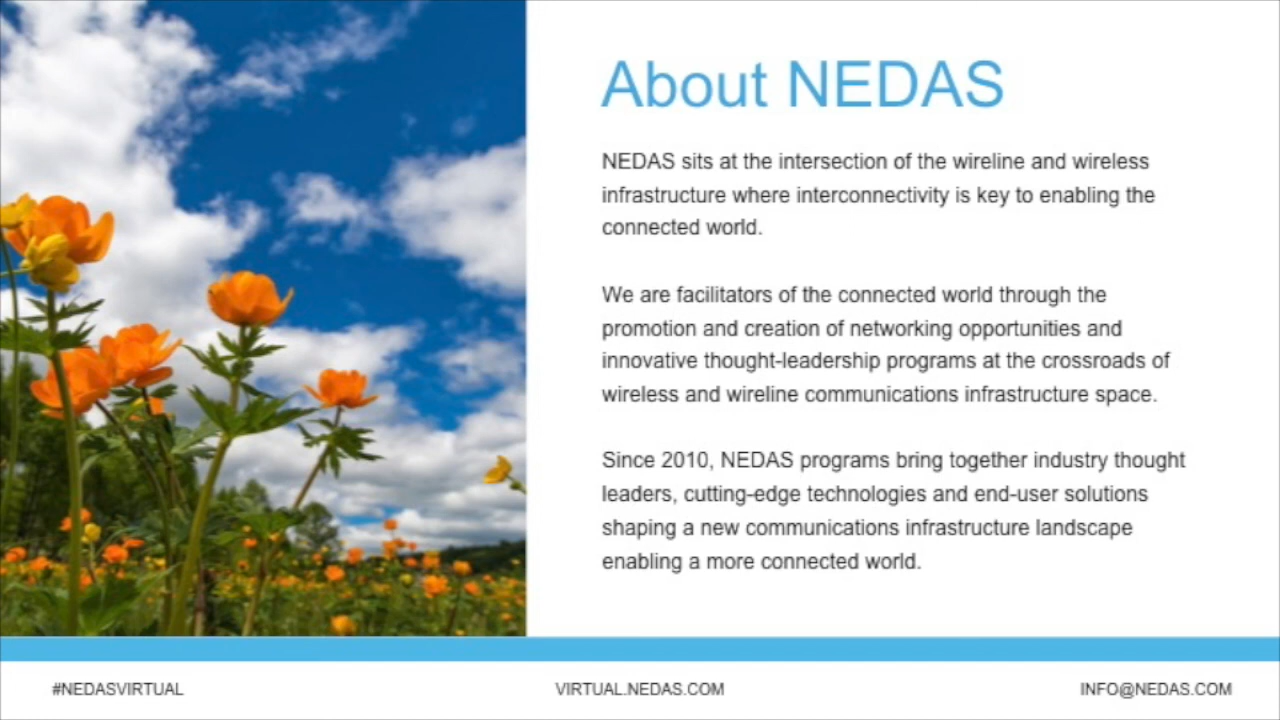 About NEDAS
NEDAS sits at the intersection of the wireline and wireless
infrastructure where interconnectivity is key to enabling the
connected world.
We are facilitators of the connected world through the
promotion and creation of networking opportunities and
innovative thought-leadership programs at the crossroads of
wireless and wireline communications infrastructure space.
Since 2010, NEDAS programs bring together industry thought
leaders, cutting-edge technologies and end-user solutions
shaping a new communications infrastructure landscape
enabling a more connected world.
#NEDASVIRTUAL
VIRTUAL.NEDAS.COM
INFO@NEDAS.COM